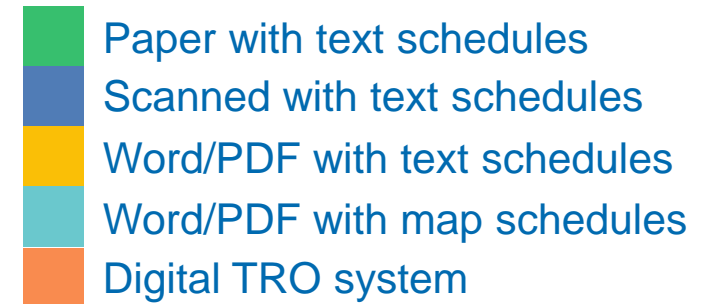 Paper with text schedules
Scanned with text schedules
Word/PDF with text schedules
Word/PDF with map schedules
Digital TRO system